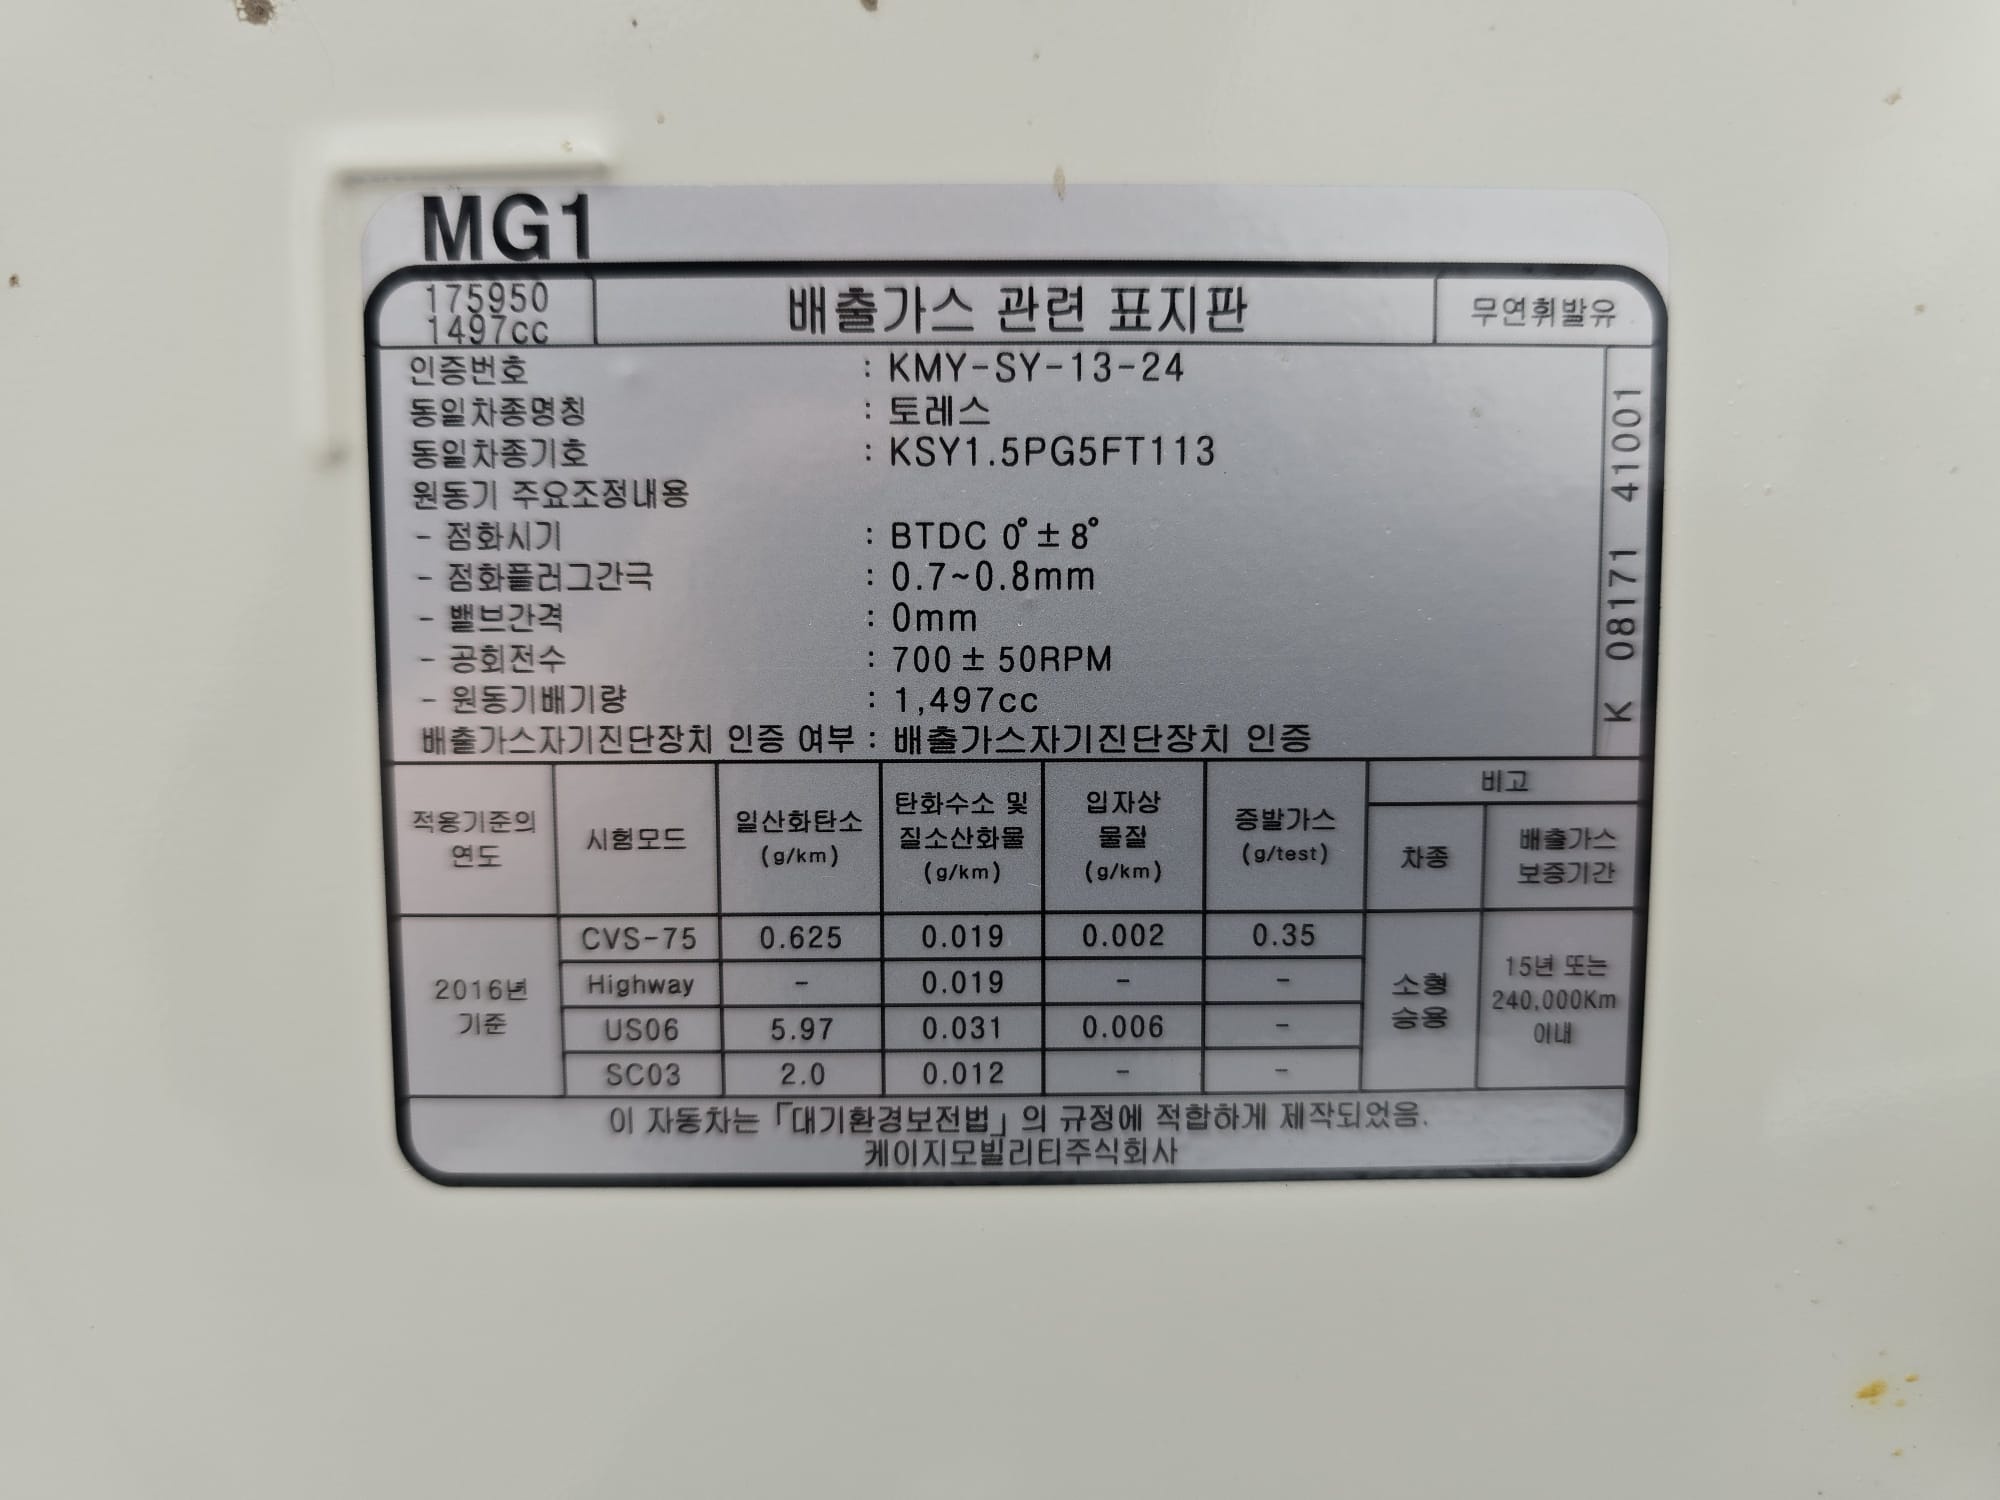 MG1
175950
1497cc
배출가스 관련 표지판
무연휘발유
인증번호 : KMY-SY-13-24
동일차종명칭 : 토레스
동일차종기호 : KSY1.5PG5FT113
원동기 주요조정내용
- 점화시기 : BTDC 0° ± 8°
- 점화플러그간극 : 0.7~0.8mm
- 밸브간격 : 0mm
- 공회전수 : 700 ± 50RPM
- 원동기배기량 : 1,497cc
배출가스자기진단장치 인증 여부 : 배출가스자기진단장치 인증
K 08171 41001
적용기준의
연도
시험모드
일산화탄소
(g/km)
탄화수소 및
질소산화물
(g/km)
입자상
물질
(g/km)
증발가스
(g/test)
비고
차종
배출가스
보증기간
2016년
기준
CVS-75 0.625 0.019 0.002 0.35
Highway - 0.019 - -
US06 5.97 0.031 0.006 -
SC03 2.0 0.012 - -
소형
승용
15년 또는
240,000Km
이내
이 자동차는 「대기환경보전법」의 규정에 적합하게 제작되었음.
케이지모빌리티주식회사